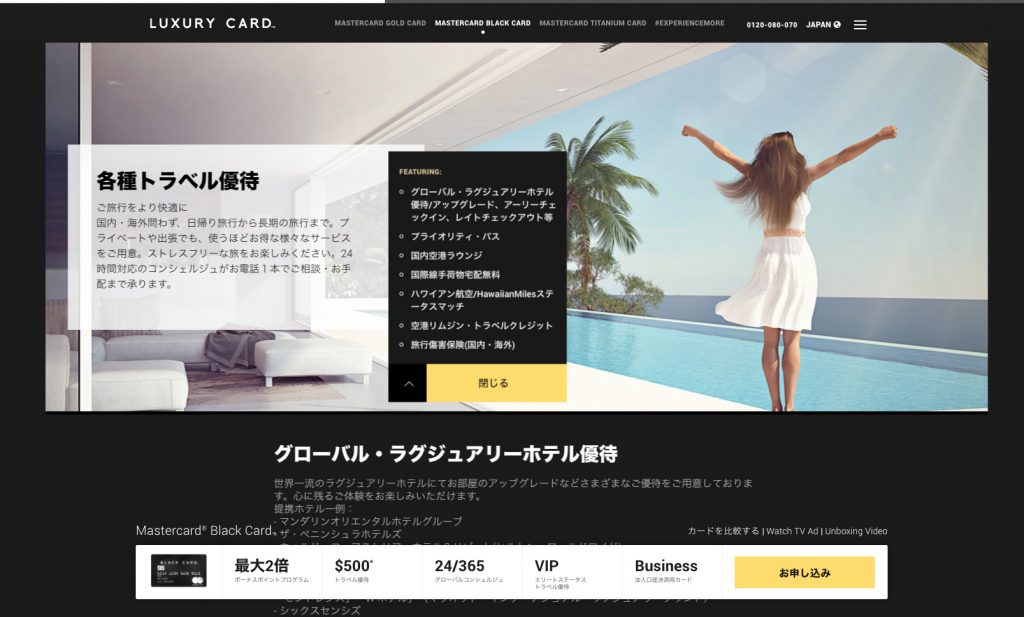 LUXURY CARD
MASTERCARD GOLD CARD MASTERCARD BLACK CARD MASTERCARD TITANIUM CARD #EXPERIENCEMORE 0120-080-070 JAPAN
各種トラベル優待
ご旅行をより快適に
国内・海外問わず、日帰り旅行から長期の旅行まで。プ
ライベートや出張でも、使うほどお得な様々なサービス
をご用意。ストレスフリーな旅をお楽しみください。24
時間対応のコンシェルジュがお電話１本でご相談・お手
配まで承ります。
FEATURING:
グローバル・ラグジュアリーホテル
優待/アップグレード、アーリーチェ
ックイン、レイトチェックアウト等
プライオリティ・パス
国内空港ラウンジ
国際線手荷物宅配無料
ハワイアン航空/HawaiianMilesステ
ータスマッチ
空港リムジン・トラベルクレジット
旅行傷害保険(国内・海外)
閉じる
グローバル・ラグジュアリーホテル優待
世界一流のラグジュアリーホテルにてお部屋のアップグレードなどさまざまなご優待をご用意しておりま
す。心に残るご体験をお楽しみいただけます。
提携ホテル一例：
- マンダリンオリエンタルホテルグループ
- ザ・ペニンシュラホテルズ
Mastercard® Black Card™
カードを比較する | Watch TV Ad | Unboxing Video
BLACK CARD
最大2倍
ボーナスポイントプログラム
$500*
トラベル優待
24/365
グローバルコンシェルジュ
VIP
エリートステータス
トラベル優待
Business
法人口座決済用カード
お申し込み
- シックスセンシズ